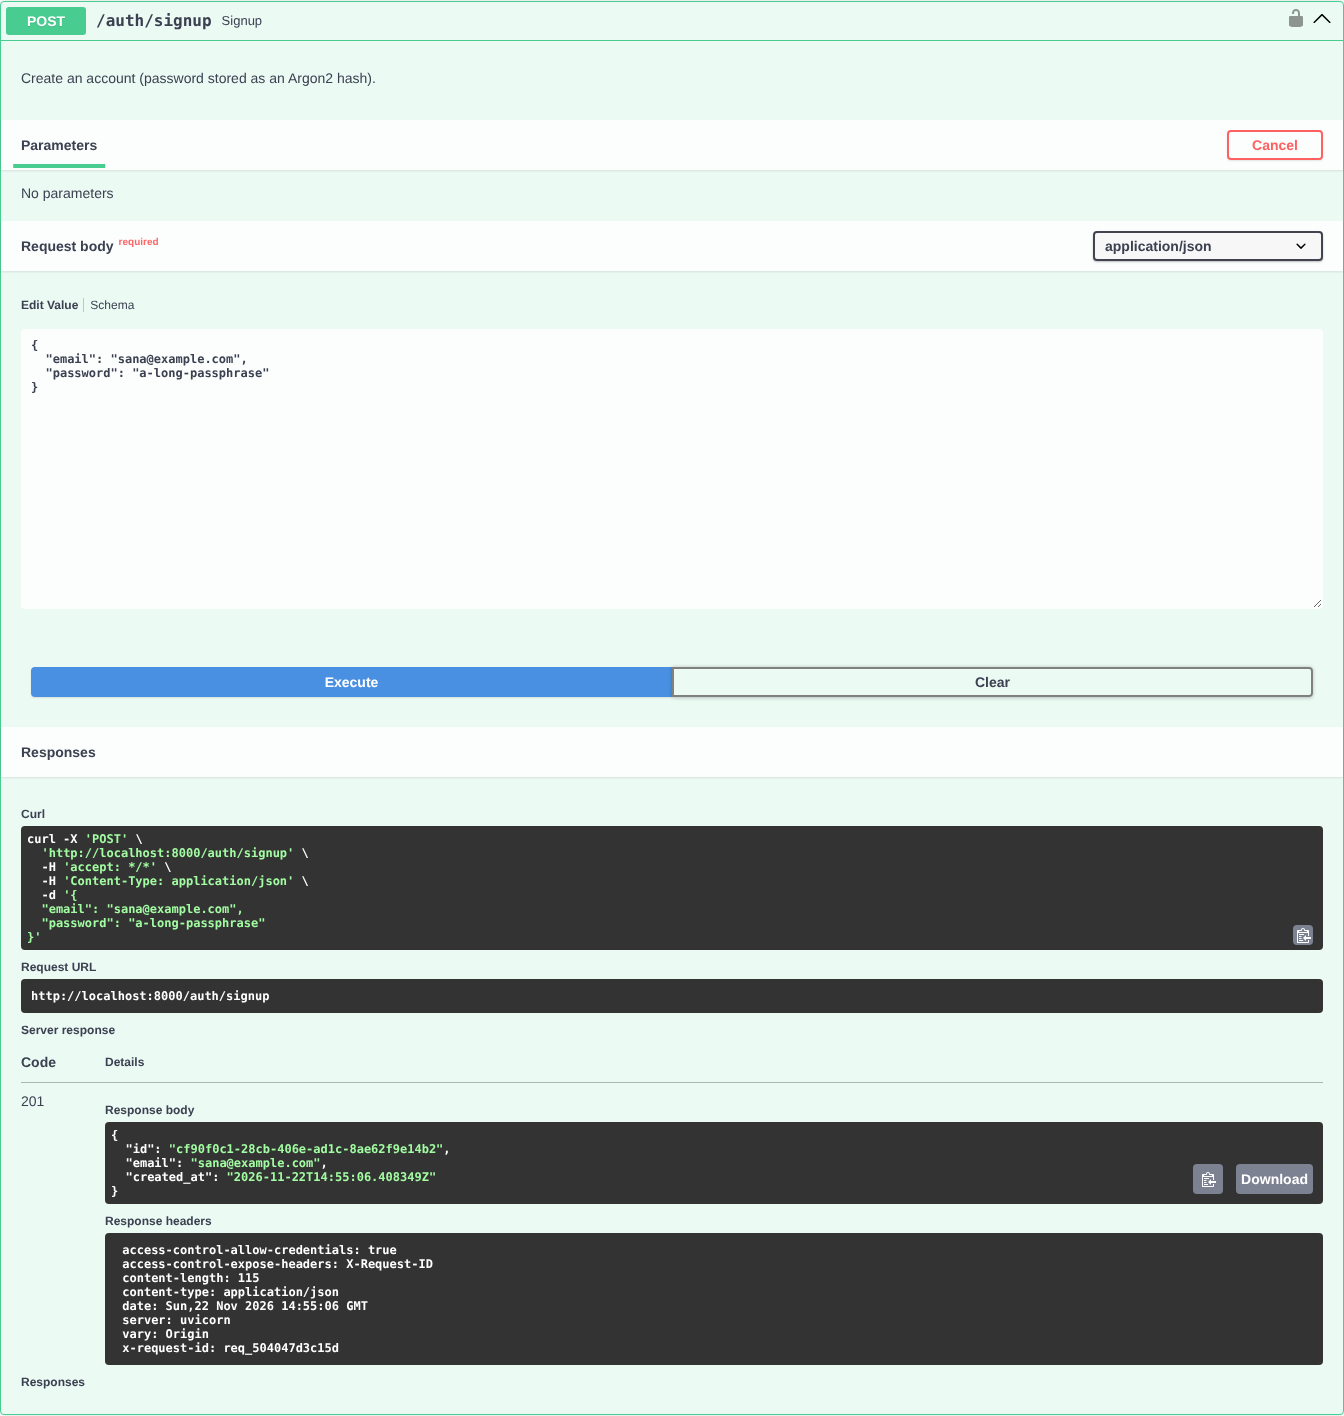 POST /auth/signup Signup
Create an account (password stored as an Argon2 hash).
Parameters
Cancel
No parameters
Request body required
application/json
Edit Value Schema
{
  "email": "sana@example.com",
  "password": "a-long-passphrase"
}
Execute
Clear
Responses
Curl
curl -X 'POST' \
  'http://localhost:8000/auth/signup' \
  -H 'accept: */*' \
  -H 'Content-Type: application/json' \
  -d '{
  "email": "sana@example.com",
  "password": "a-long-passphrase"
}'
Request URL
http://localhost:8000/auth/signup
Server response
Code Details
201
Response body
{
  "id": "cf90f0c1-28cb-406e-ad1c-8ae62f9e14b2",
  "email": "sana@example.com",
  "created_at": "2026-11-22T14:55:06.408349Z"
}
Download
Response headers
access-control-allow-credentials: true
access-control-expose-headers: X-Request-ID
content-length: 115
content-type: application/json
date: Sun,22 Nov 2026 14:55:06 GMT
server: uvicorn
vary: Origin
x-request-id: req_504047d3c15d
Responses